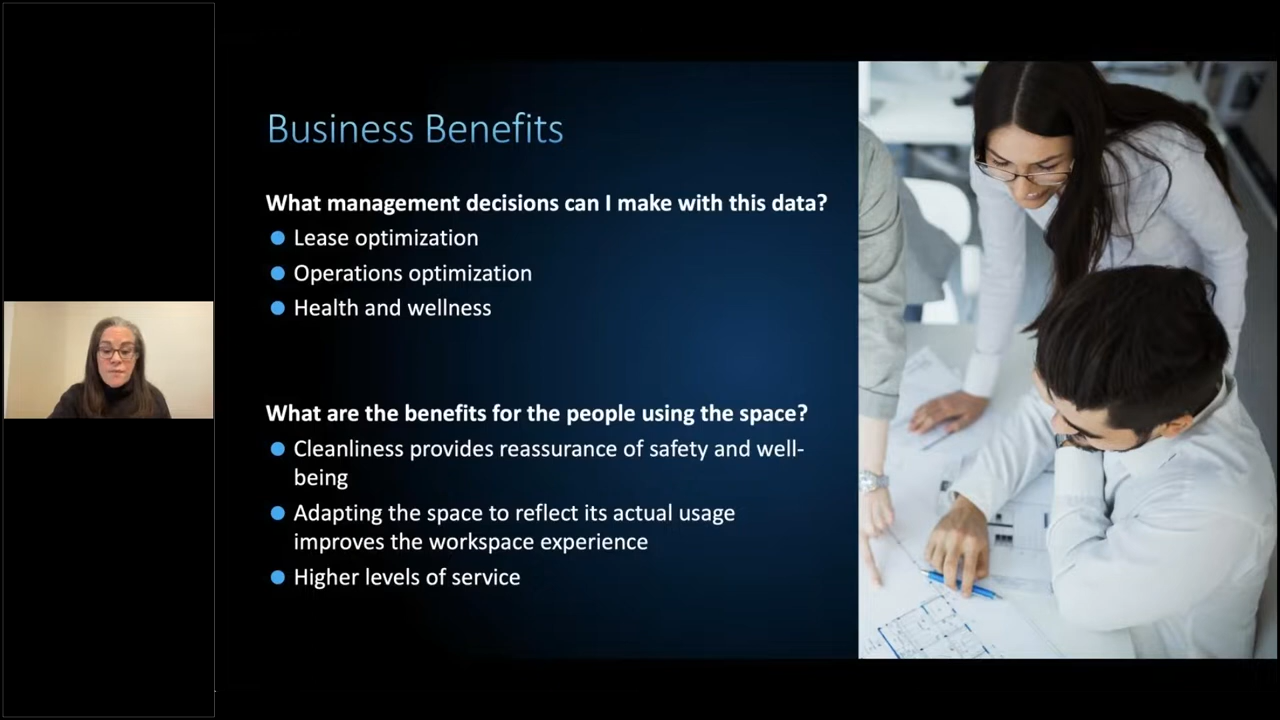 Business Benefits
What management decisions can I make with this data?
Lease optimization
Operations optimization
Health and wellness
What are the benefits for the people using the space?
Cleanliness provides reassurance of safety and well-
being
Adapting the space to reflect its actual usage
improves the workspace experience
Higher levels of service